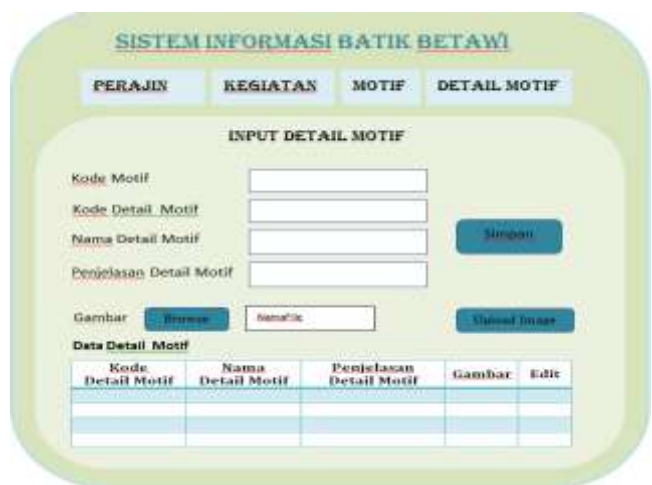 SISTEM INFORMASI BATIK BETAWI
PERAJIN KEGIATAN MOTIF DETAIL MOTIF
INPUT DETAIL MOTIF
Kode Motif
Kode Detail Motif
Nama Detail Motif
Simpan
Penjelasan Detail Motif
Gambar Browse Namafile Upload Image
Data Detail Motif
Kode Detail Motif
Nama Detail Motif
Penjelasan Detail Motif
Gambar
Edit